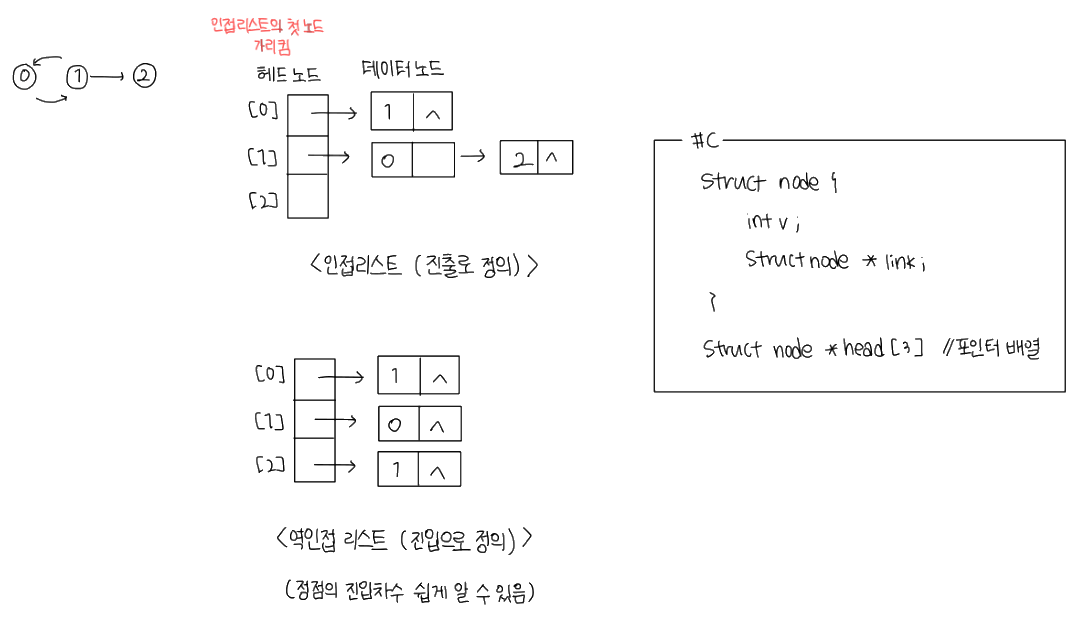 인접리스트의 첫 노드
가리킴
헤드 노드 데이터 노드
0 1 2
[0] 1 ^
[1] 0 2 ^
[2]
<인접리스트 (진출로 정의)>
#C
struct node {
int v;
struct node * link;
}
struct node *head[3] //포인터 배열
[0] 1 ^
[1] 0 ^
[2] 1 ^
<역인접 리스트 (진입으로 정의)>
(정점의 진입차수 쉽게 알 수 있음)